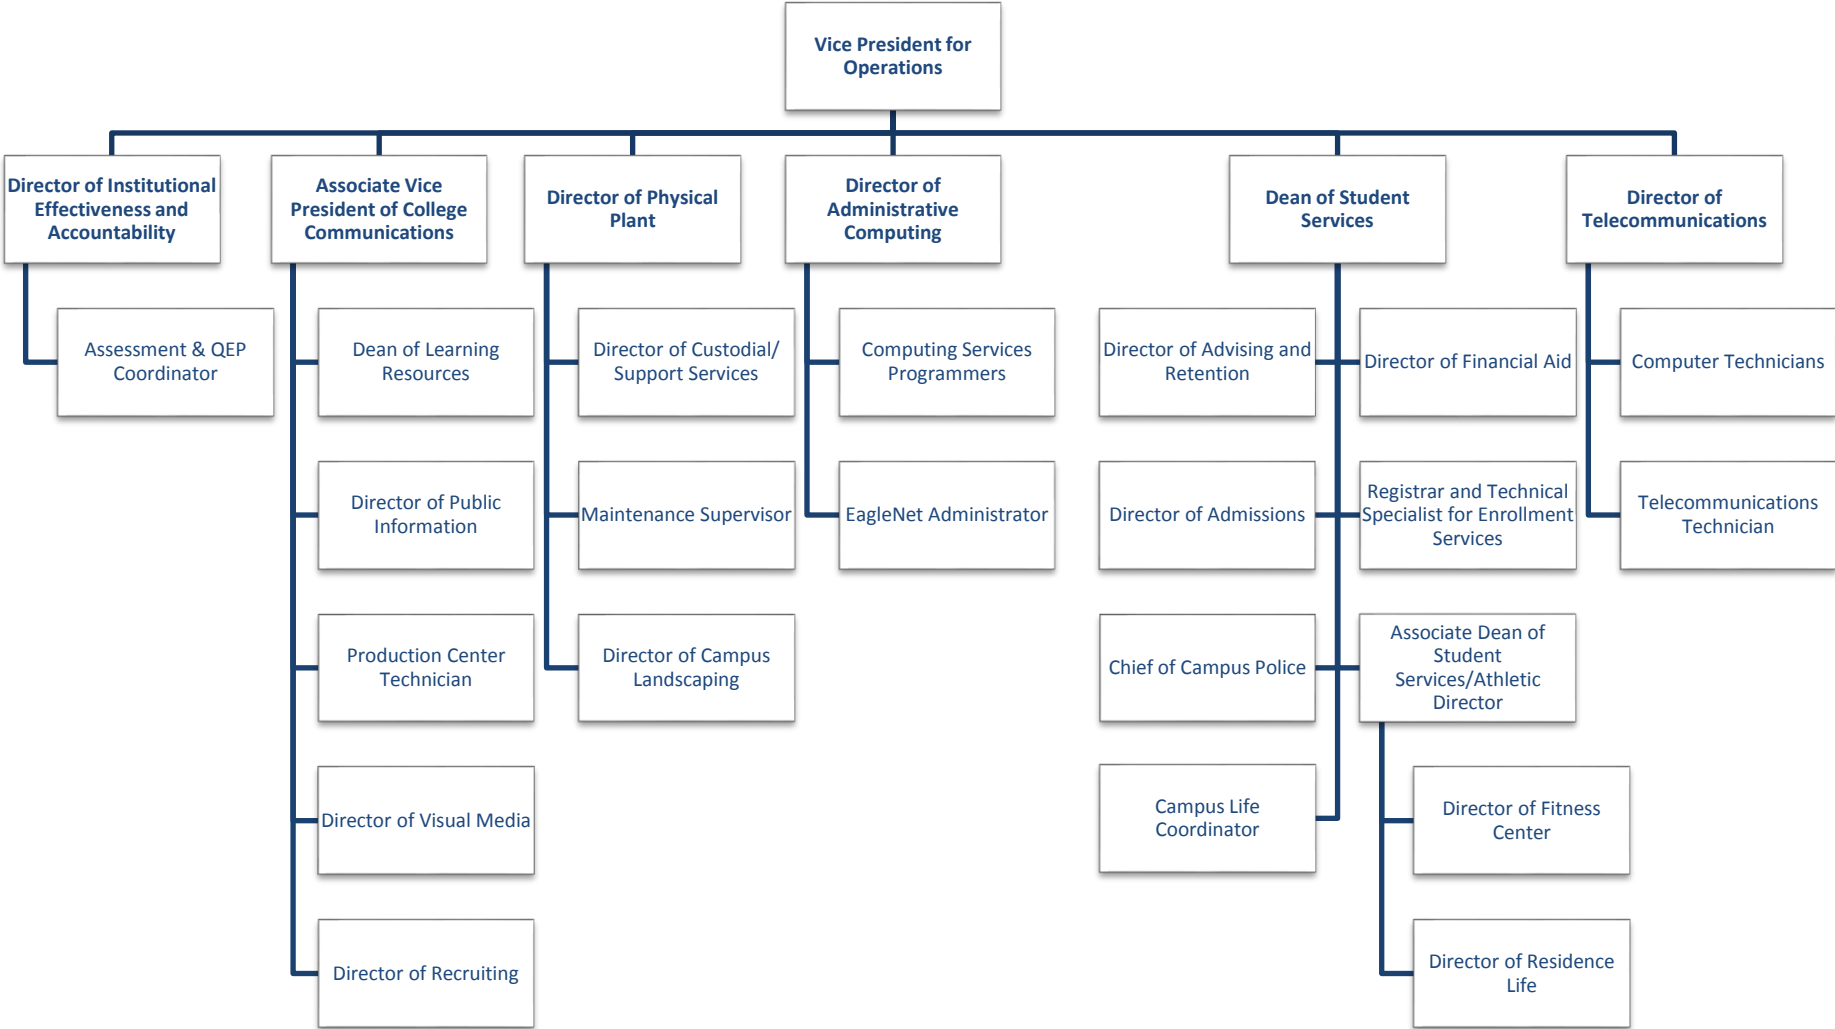 Vice President for
Operations
Director of Institutional
Effectiveness and
Accountability
Associate Vice
President of College
Communications
Director of Physical
Plant
Director of
Administrative
Computing
Dean of Student
Services
Director of
Telecommunications
Assessment & QEP
Coordinator
Dean of Learning
Resources
Director of Custodial/
Support Services
Computing Services
Programmers
Director of Advising and
Retention
Director of Financial Aid
Computer Technicians
Director of Public
Information
Maintenance Supervisor
EagleNet Administrator
Director of Admissions
Registrar and Technical
Specialist for Enrollment
Services
Telecommunications
Technician
Production Center
Technician
Director of Campus
Landscaping
Chief of Campus Police
Associate Dean of
Student
Services/Athletic
Director
Director of Visual Media
Campus Life
Coordinator
Director of Fitness
Center
Director of Recruiting
Director of Residence
Life